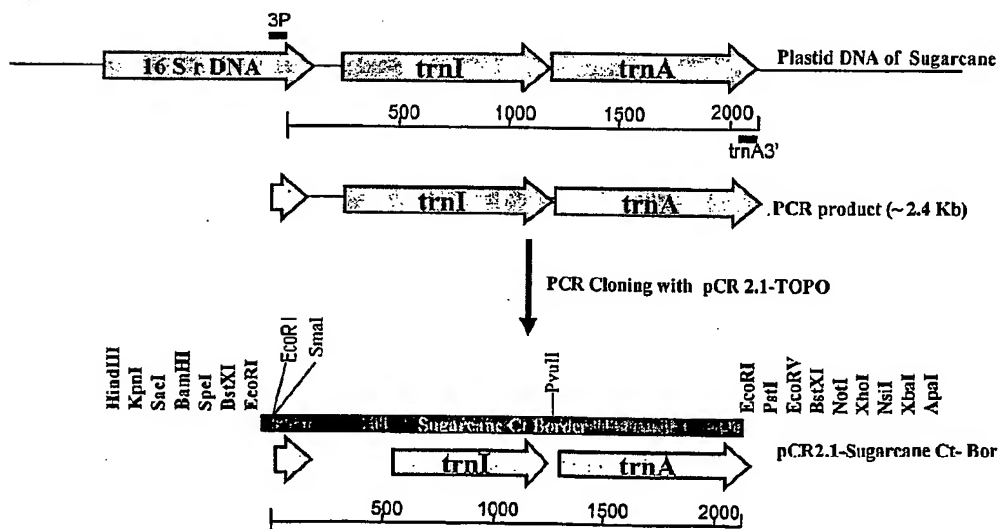 3P
16 S r DNA
trnI
trnA
Plastid DNA of Sugarcane
500
1000
1500
2000
trnA3'
trnI
trnA
PCR product (~2.4 Kb)
PCR Cloning with pCR 2.1-TOPO
HindIII
KpnI
SacI
BamHI
SpeI
BstXI
EcoRI
EcoRI
SmaI
PvuII
EcoRI
PstI
EcoRV
BstXI
NotI
XhoI
NsiI
XbaI
ApaI
Sugarcane Ct Border
trnI
trnA
pCR2.1-Sugarcane Ct- Bor
500
1000
1500
2000